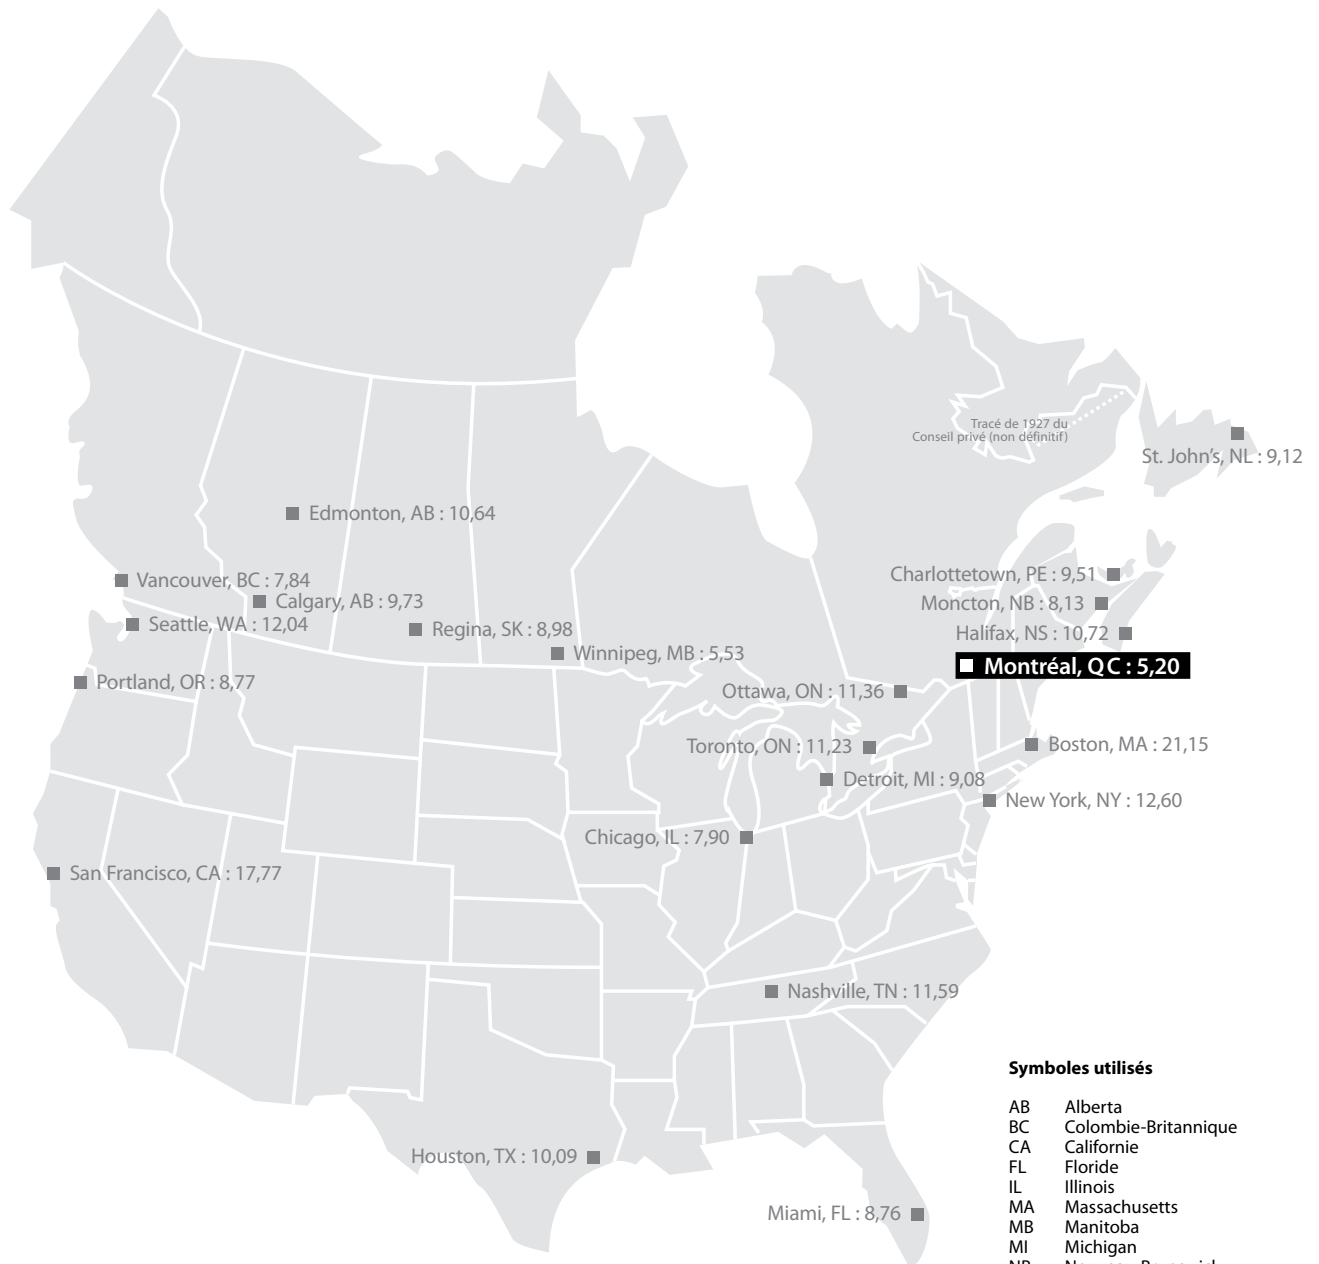 Tracé de 1927 du
Conseil privé (non définitif)
St. John's, NL : 9,12
Edmonton, AB : 10,64
Vancouver, BC : 7,84
Charlottetown, PE : 9,51
Calgary, AB : 9,73
Moncton, NB : 8,13
Seattle, WA : 12,04
Regina, SK : 8,98
Halifax, NS : 10,72
Winnipeg, MB : 5,53
Montréal, QC : 5,20
Portland, OR : 8,77
Ottawa, ON : 11,36
Toronto, ON : 11,23
Boston, MA : 21,15
Detroit, MI : 9,08
New York, NY : 12,60
Chicago, IL : 7,90
San Francisco, CA : 17,77
Nashville, TN : 11,59
Houston, TX : 10,09
Miami, FL : 8,76
Symboles utilisés
AB Alberta
BC Colombie-Britannique
CA Californie
FL Floride
IL Illinois
MA Massachusetts
MB Manitoba
MI Michigan